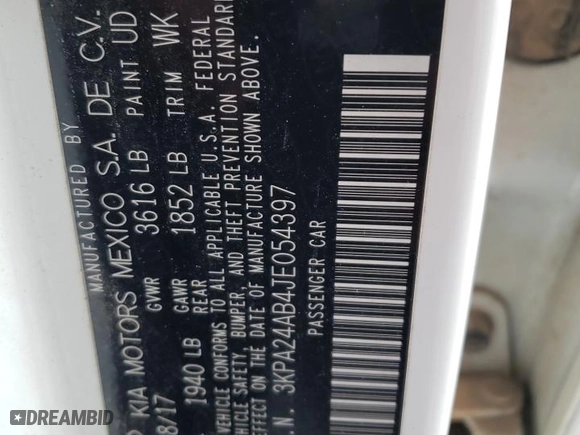 MANUFACTURED BY
KIA MOTORS MEXICO S.A. DE C.V.
8/17 GVWR 3616 LB PAINT UD
1940 LB GAWR REAR 1852 LB TRIM WK
VEHICLE CONFORMS TO ALL APPLICABLE U.S.A. FEDERAL
VEHICLE SAFETY, BUMPER, AND THEFT PREVENTION STANDARD
EFFECT ON THE DATE OF MANUFACTURE SHOWN ABOVE.
.N. 3KPA24AB4JE054397
PASSENGER CAR
DREAMBID